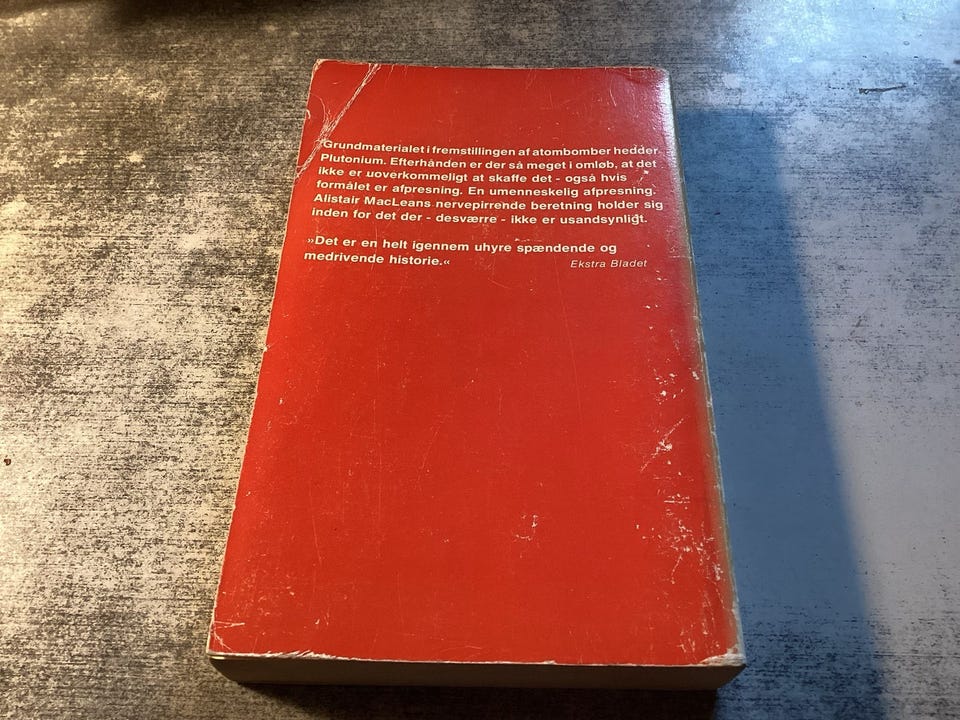 Grundmaterialet i fremstillingen af atombomber hedder
Plutonium. Efterhånden er der så meget i omløb, at det
ikke er uoverkommeligt at skaffe det - også hvis
formålet er afpresning. En umenneskelig afpresning.
Alistair MacLeans nervepirrende beretning holder sig
inden for det der - desværre - ikke er usandsynligt.
»Det er en helt igennem uhyre spændende og
medrivende historie.« Ekstra Bladet